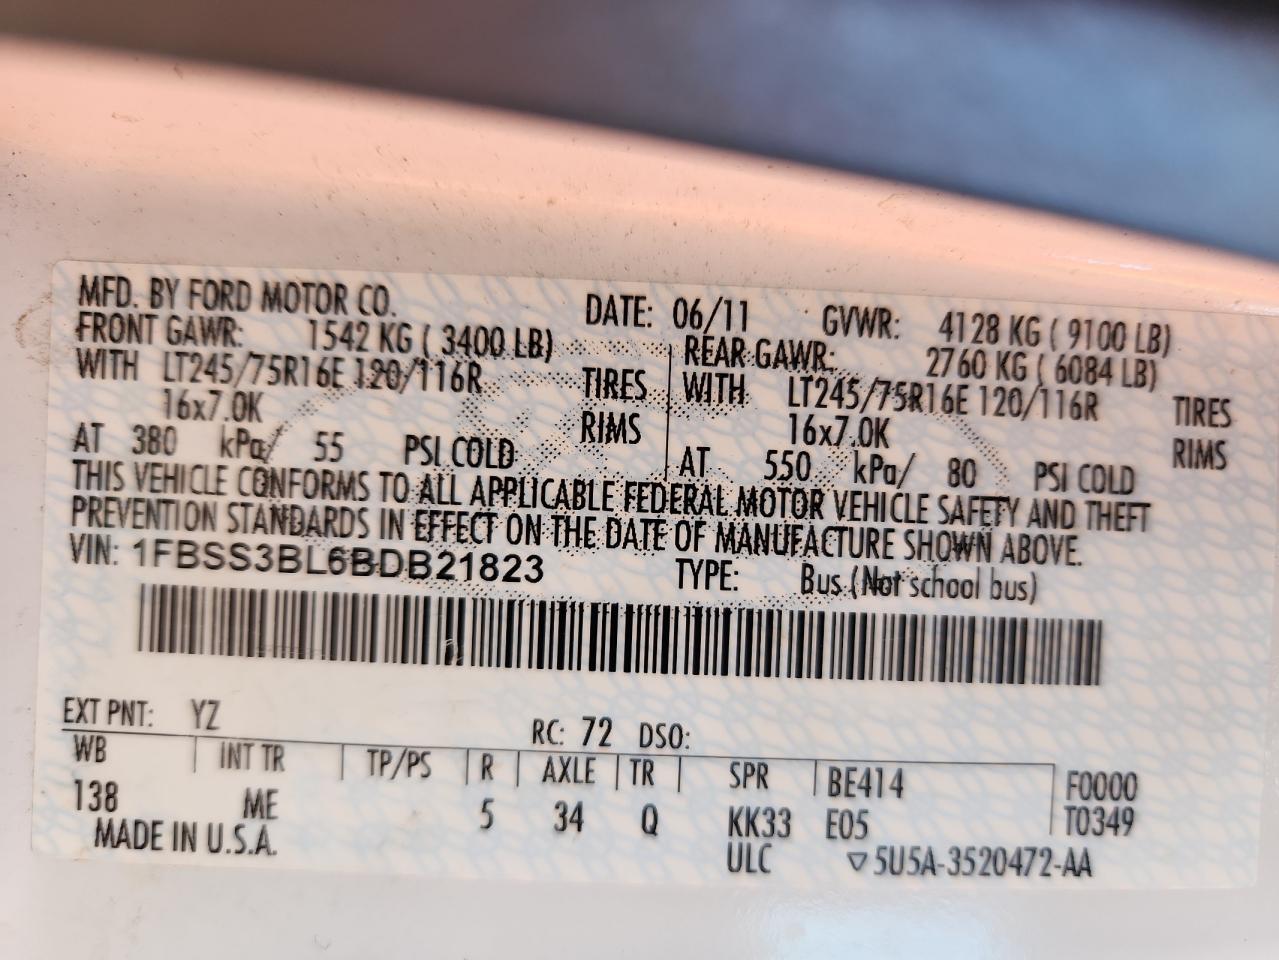 MFD. BY FORD MOTOR CO. DATE: 06/11 GVWR: 4128 KG ( 9100 LB)
FRONT GAWR: 1542 KG ( 3400 LB) REAR GAWR: 2760 KG ( 6084 LB)
WITH LT245/75R16E 120/116R TIRES WITH LT245/75R16E 120/116R TIRES
16x7.0K RIMS 16x7.0K RIMS
AT 380 kPa/ 55 PSI COLD AT 550 kPa/ 80 PSI COLD
THIS VEHICLE CONFORMS TO ALL APPLICABLE FEDERAL MOTOR VEHICLE SAFETY AND THEFT
PREVENTION STANDARDS IN EFFECT ON THE DATE OF MANUFACTURE SHOWN ABOVE.
VIN: 1FBSS3BL6BDB21823 TYPE: Bus (Not school bus)
EXT PNT: YZ RC: 72 DSO:
WB INT TR TP/PS R AXLE TR SPR BE414 F0000
138 ME 5 34 Q KK33 E05 T0349
MADE IN U.S.A. ULC ▽5U5A-3520472-AA